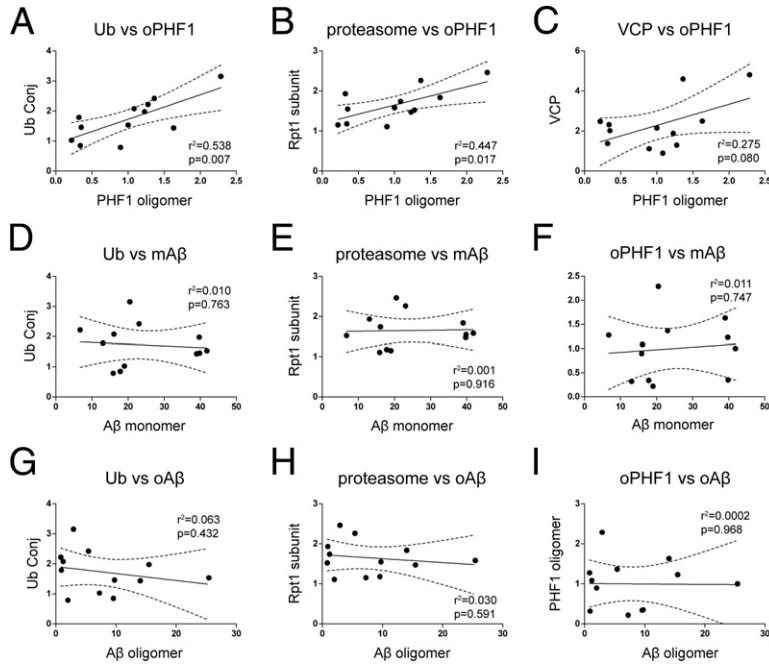 A
Ub vs oPHF1
Ub Conj
4
3
2
1
0
r²=0.538
p=0.007
0.0 0.5 1.0 1.5 2.0 2.5
PHF1 oligomer
B
proteasome vs oPHF1
Rpt1 subunit
3
2
1
0
r²=0.447
p=0.017
0.0 0.5 1.0 1.5 2.0 2.5
PHF1 oligomer
C
VCP vs oPHF1
VCP
6
4
2
0
r²=0.275
p=0.080
0.0 0.5 1.0 1.5 2.0 2.5
PHF1 oligomer
D
Ub vs mAβ
Ub Conj
4
3
2
1
0
r²=0.010
p=0.763
0 10 20 30 40 50
Aβ monomer
E
proteasome vs mAβ
Rpt1 subunit
3
2
1
0
r²=0.001
p=0.916
0 10 20 30 40 50
Aβ monomer
F
oPHF1 vs mAβ
2.5
2.0
1.5
1.0
0.5
0.0
r²=0.011
p=0.747
0 10 20 30 40 50
Aβ monomer
G
Ub vs oAβ
Ub Conj
4
3
2
1
0
r²=0.063
p=0.432
0 10 20 30
Aβ oligomer
H
proteasome vs oAβ
Rpt1 subunit
3
2
1
0
r²=0.030
p=0.591
0 10 20 30
Aβ oligomer
I
oPHF1 vs oAβ
PHF1 oligomer
3
2
1
0
r²=0.0002
p=0.968
0 10 20 30
Aβ oligomer